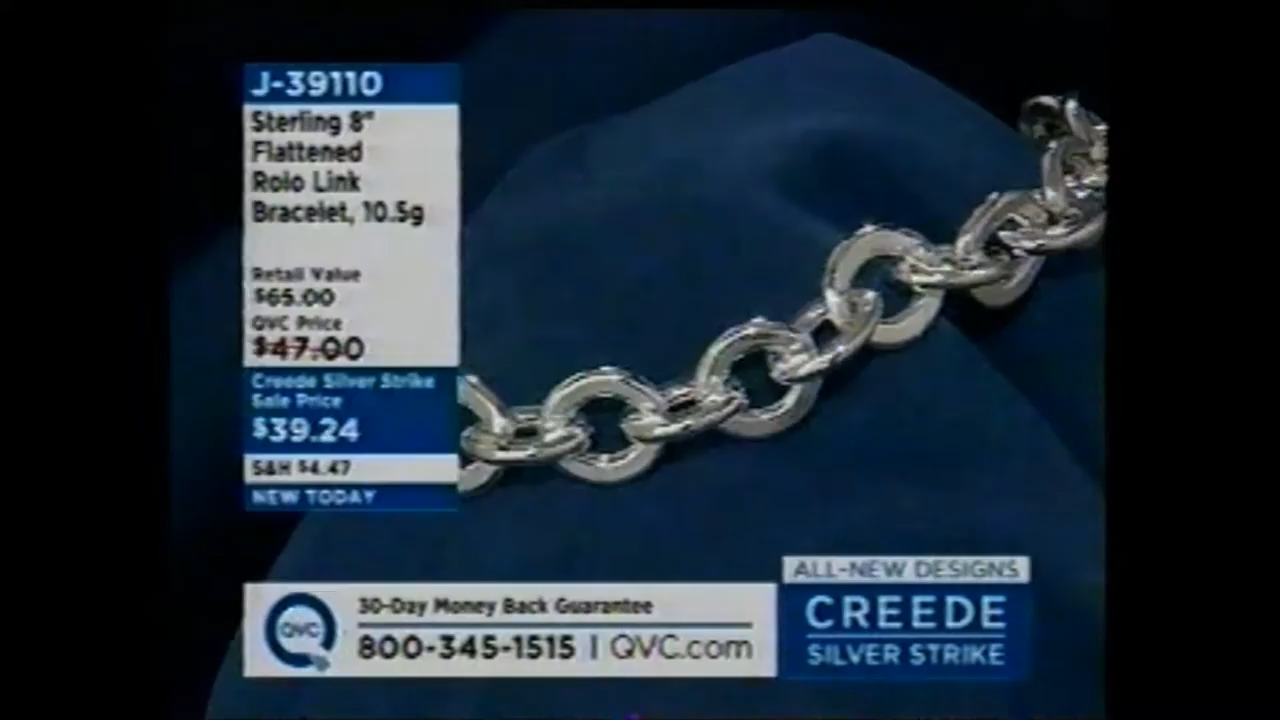 J-39110
Sterling 8"
Flattened
Rolo Link
Bracelet, 10.5g
Retail Value
$65.00
QVC Price
$47.00
Creede Silver Strike
Sale Price
$39.24
S&H $4.47
NEW TODAY
ALL-NEW DESIGNS
CREEDE
SILVER STRIKE
QVC
30-Day Money Back Guarantee
800-345-1515 | QVC.com